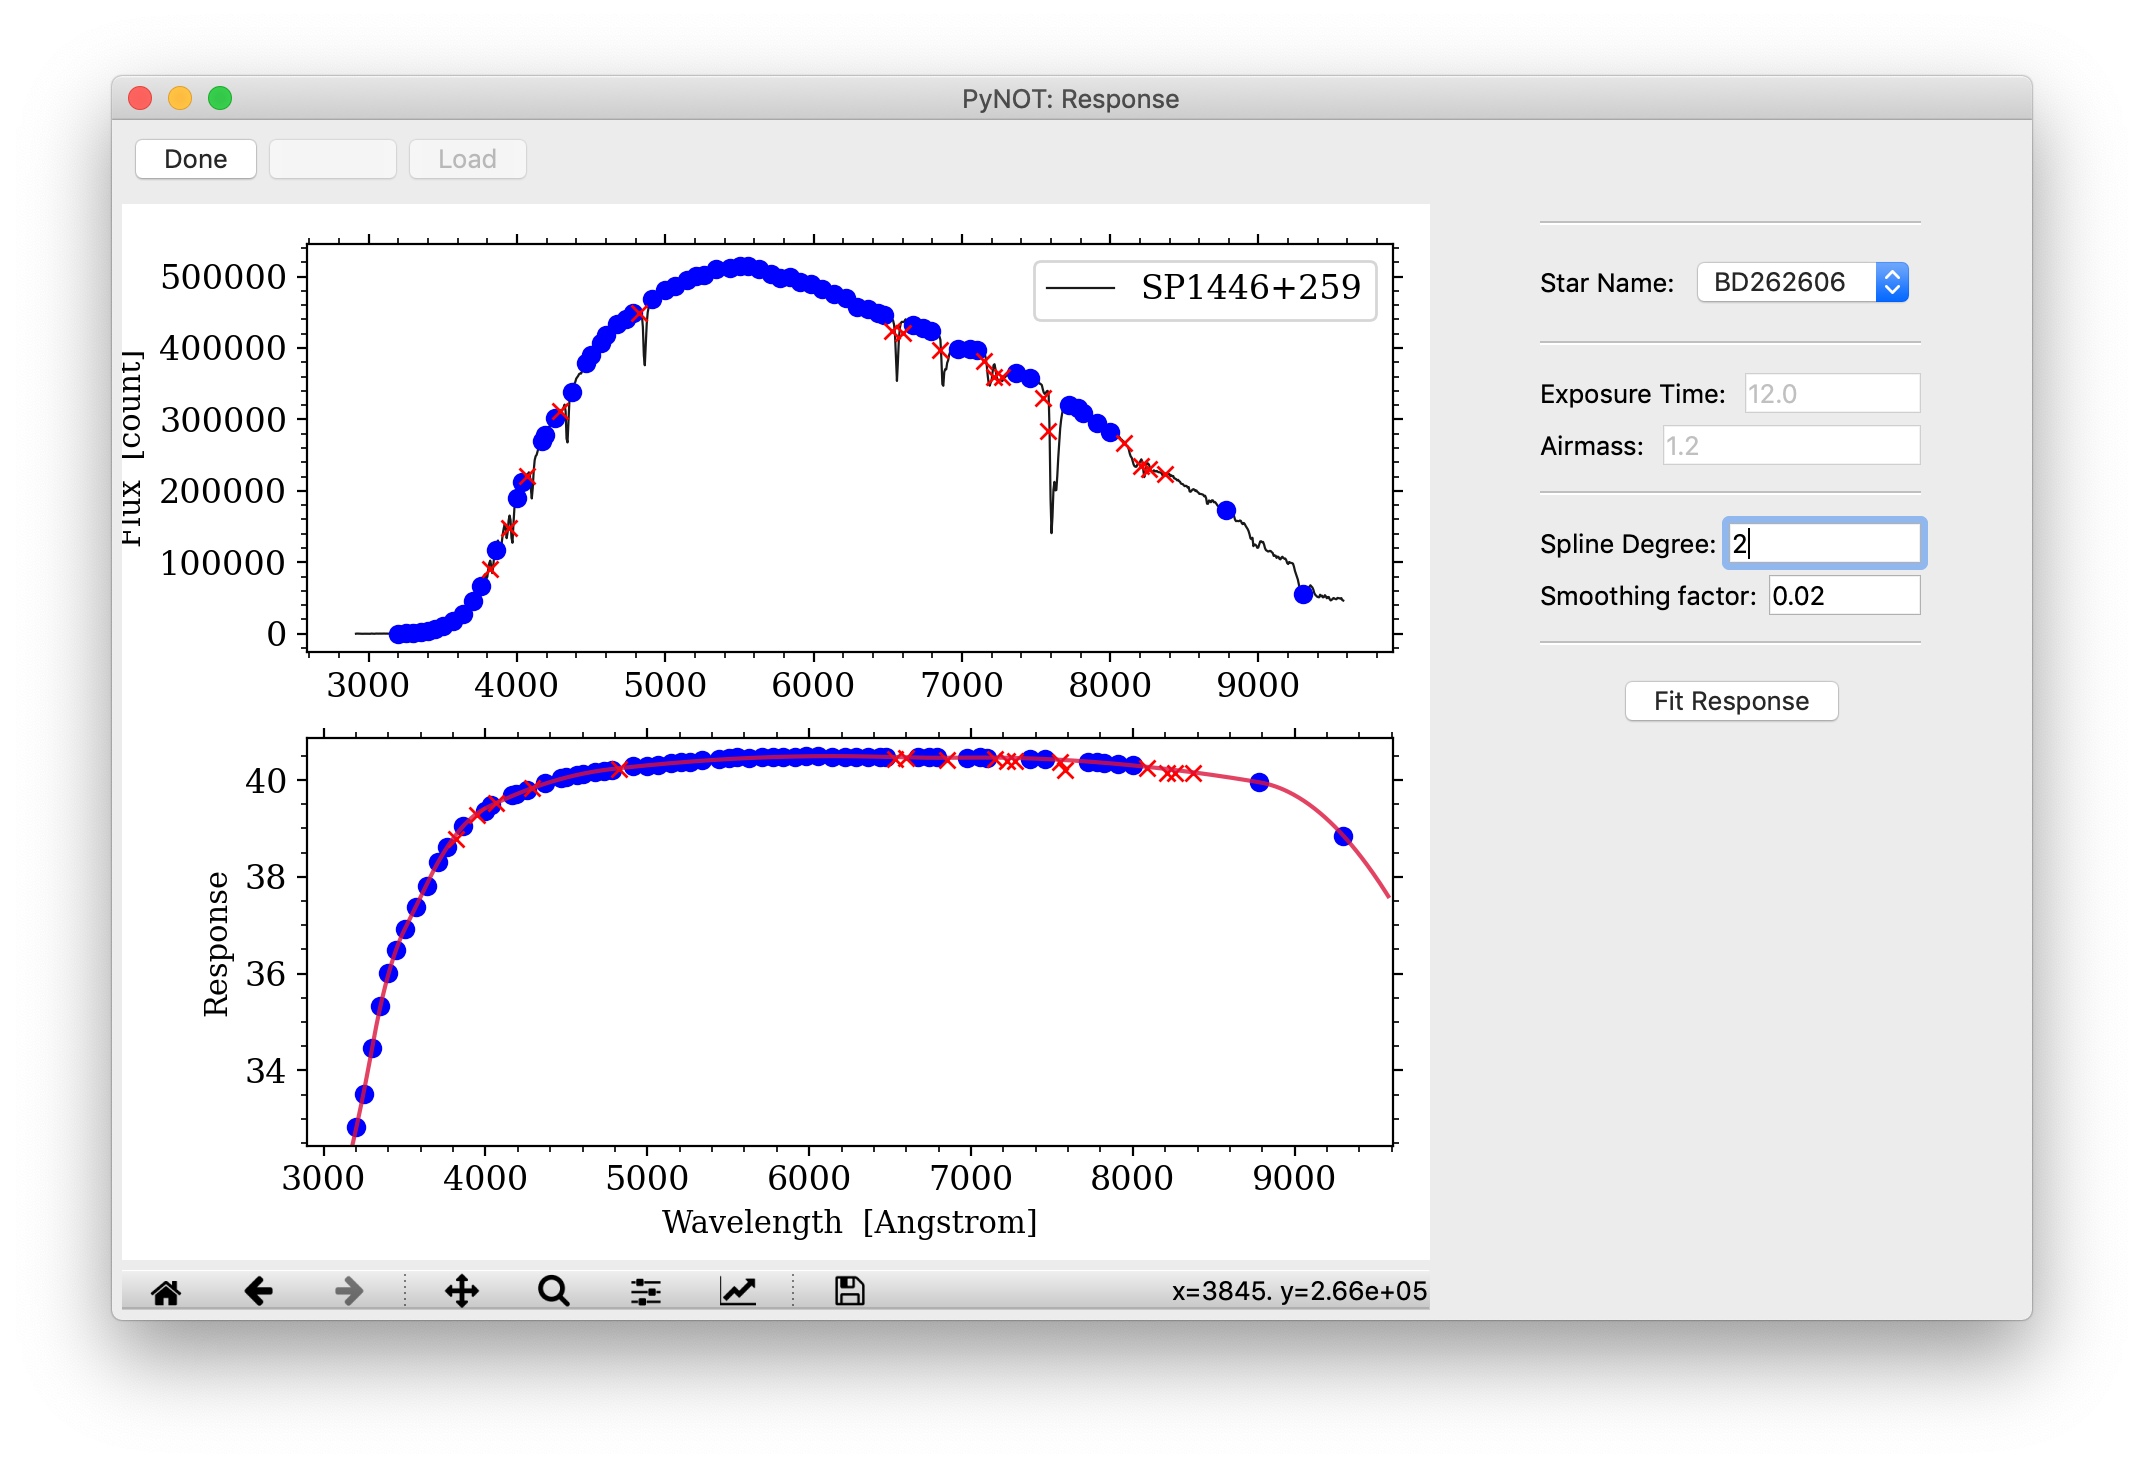 PyNOT: Response
Done
Load
Flux [count]
500000
400000
300000
200000
100000
0
SP1446+259
3000 4000 5000 6000 7000 8000 9000
Response
40
38
36
34
3000 4000 5000 6000 7000 8000 9000
Wavelength [Angstrom]
x=3845. y=2.66e+05
Star Name: BD262606
Exposure Time: 12.0
Airmass: 1.2
Spline Degree: 2
Smoothing factor: 0.02
Fit Response